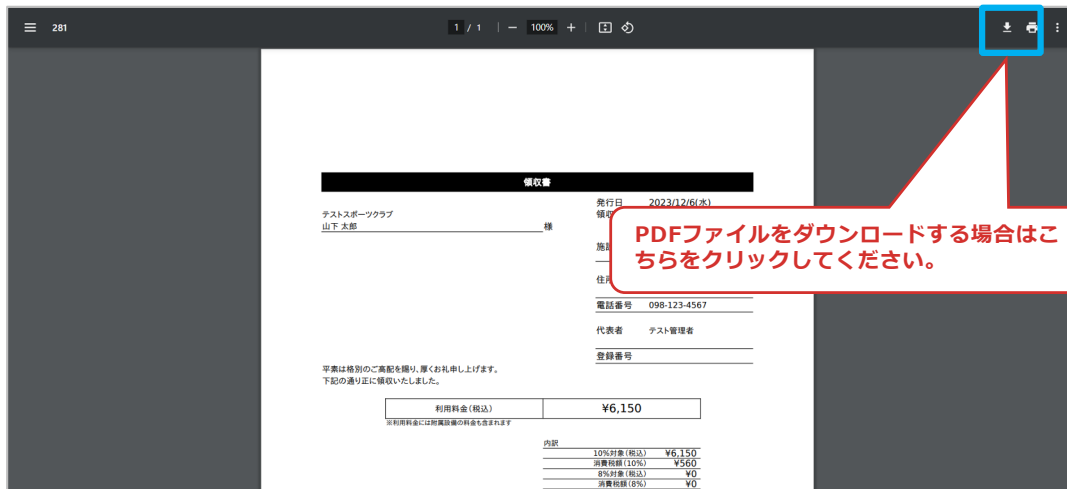 281
1 / 1 | − 100% +
領収書
発行日 2023/12/6(水)
領収
テストスポーツクラブ
山下 太郎 様
PDFファイルをダウンロードする場合はこ
ちらをクリックしてください。
施設
住所
電話番号 098-123-4567
代表者 テスト管理者
登録番号
平素は格別のご高配を賜り、厚くお礼申し上げます。
下記の通り正に領収いたしました。
利用料金(税込) ¥6,150
※利用料金には附属設備の料金も含まれます
内訳
10%対象(税込) ¥6,150
消費税額(10%) ¥560
8%対象(税込) ¥0
消費税額(8%) ¥0